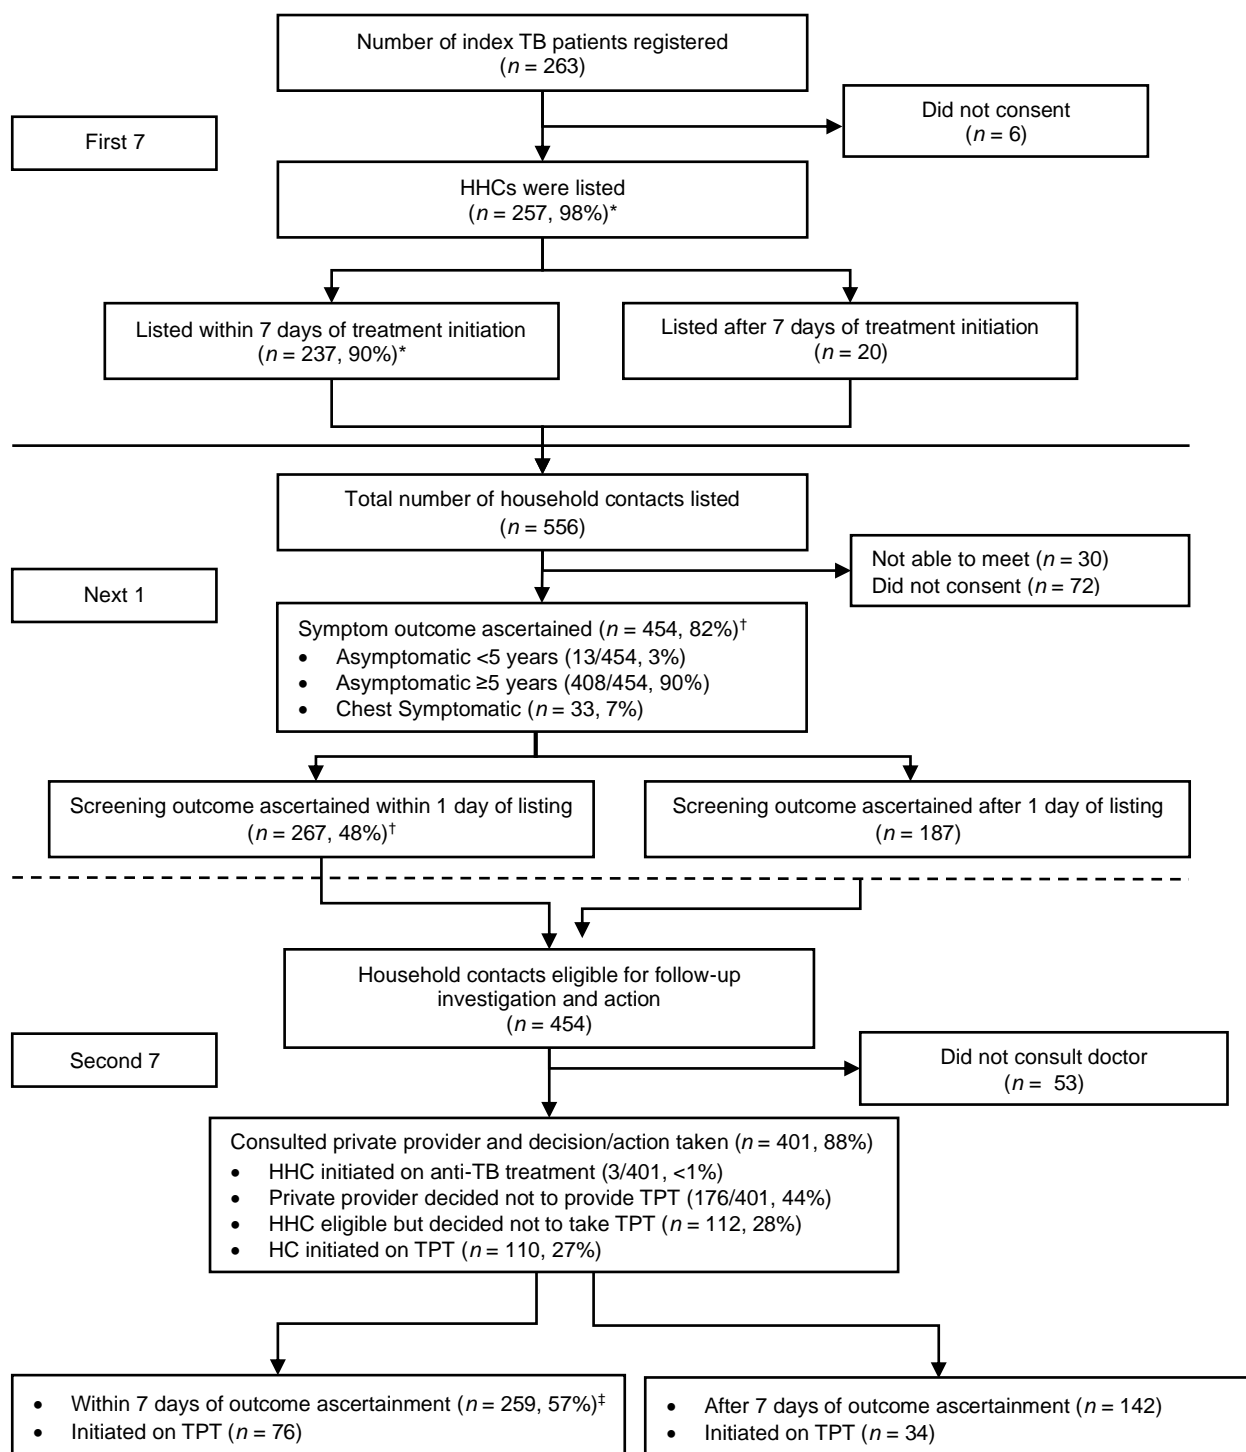 Number of index TB patients registered
(n = 263)
Did not consent
(n = 6)
First 7
HHCs were listed
(n = 257, 98%)*
Listed within 7 days of treatment initiation
(n = 237, 90%)*
Listed after 7 days of treatment initiation
(n = 20)
Total number of household contacts listed
(n = 556)
Not able to meet (n = 30)
Did not consent (n = 72)
Next 1
Symptom outcome ascertained (n = 454, 82%)†
• Asymptomatic <5 years (13/454, 3%)
• Asymptomatic ≥5 years (408/454, 90%)
• Chest Symptomatic (n = 33, 7%)
Screening outcome ascertained within 1 day of listing
(n = 267, 48%)†
Screening outcome ascertained after 1 day of listing
(n = 187)
Household contacts eligible for follow-up
investigation and action
(n = 454)
Second 7
Did not consult doctor
(n = 53)
Consulted private provider and decision/action taken (n = 401, 88%)
• HHC initiated on anti-TB treatment (3/401, <1%)
• Private provider decided not to provide TPT (176/401, 44%)
• HHC eligible but decided not to take TPT (n = 112, 28%)
• HC initiated on TPT (n = 110, 27%)
• Within 7 days of outcome ascertainment (n = 259, 57%)‡
• Initiated on TPT (n = 76)
• After 7 days of outcome ascertainment (n = 142)
• Initiated on TPT (n = 34)